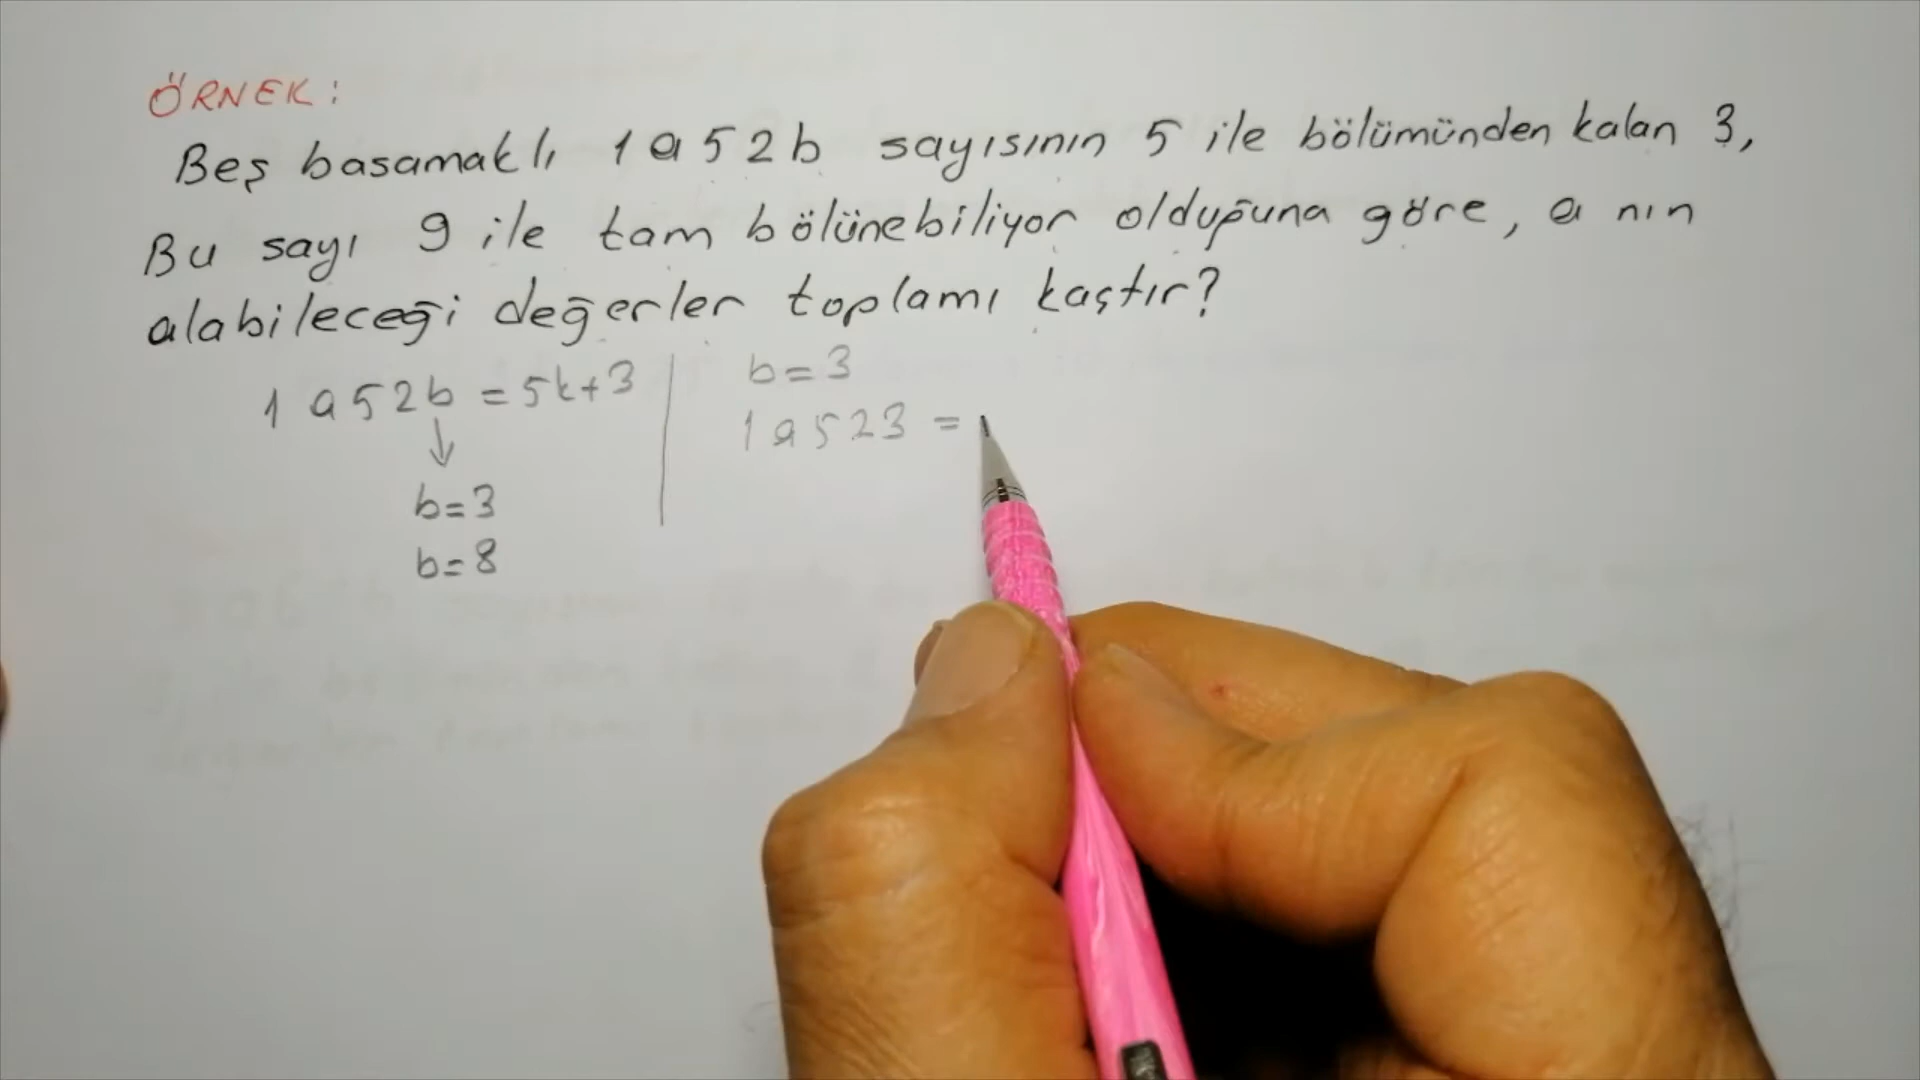 ÖRNEK:
Beş basamaklı 1a52b sayısının 5 ile bölümünden kalan 3,
Bu sayı 9 ile tam bölünebiliyor olduğuna göre, a nın
alabileceği değerler toplamı kaçtır?
1a52b = 5k+3
↓
b=3
b=8
b=3
1a523 =